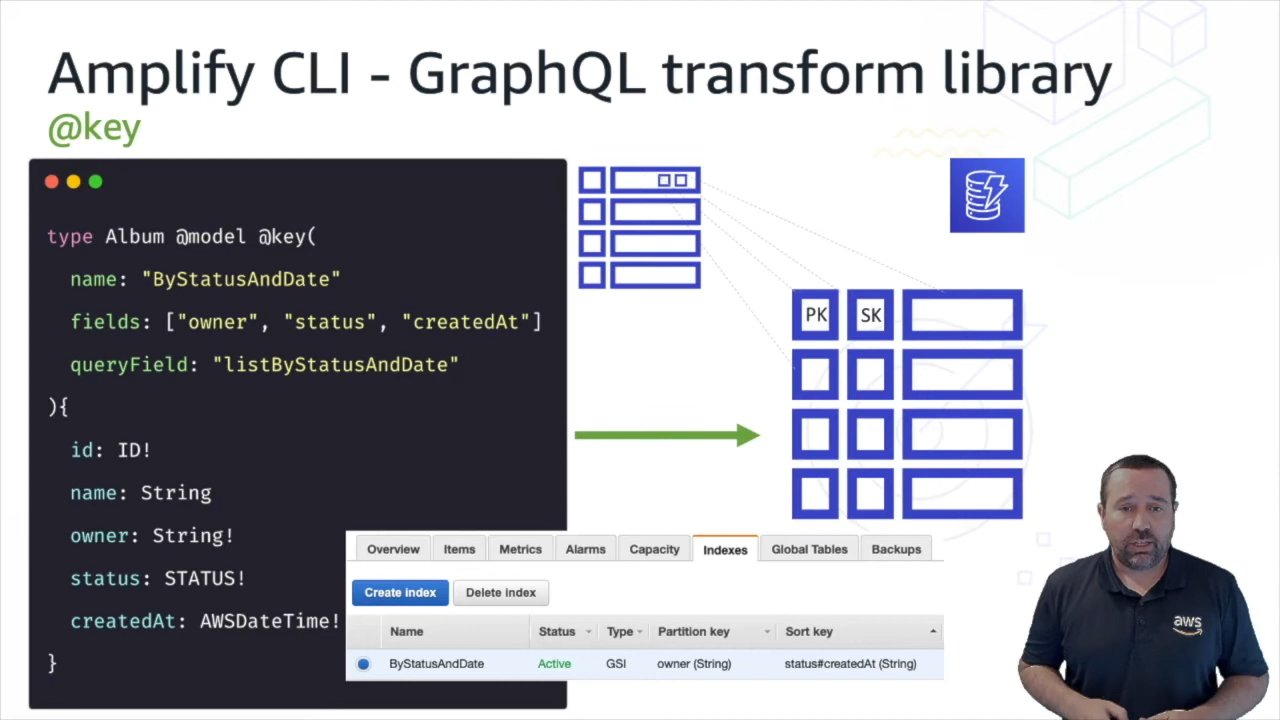 Amplify CLI - GraphQL transform library
@key
type Album @model @key(
name: "ByStatusAndDate"
fields: ["owner", "status", "createdAt"]
queryField: "listByStatusAndDate"
){
id: ID!
name: String
owner: String!
status: STATUS!
createdAt: AWSDateTime!
}
PK SK
Overview Items Metrics Alarms Capacity Indexes Global Tables Backups
Create index Delete index
Name Status Type Partition key Sort key
ByStatusAndDate Active GSI owner (String) status#createdAt (String)
aws